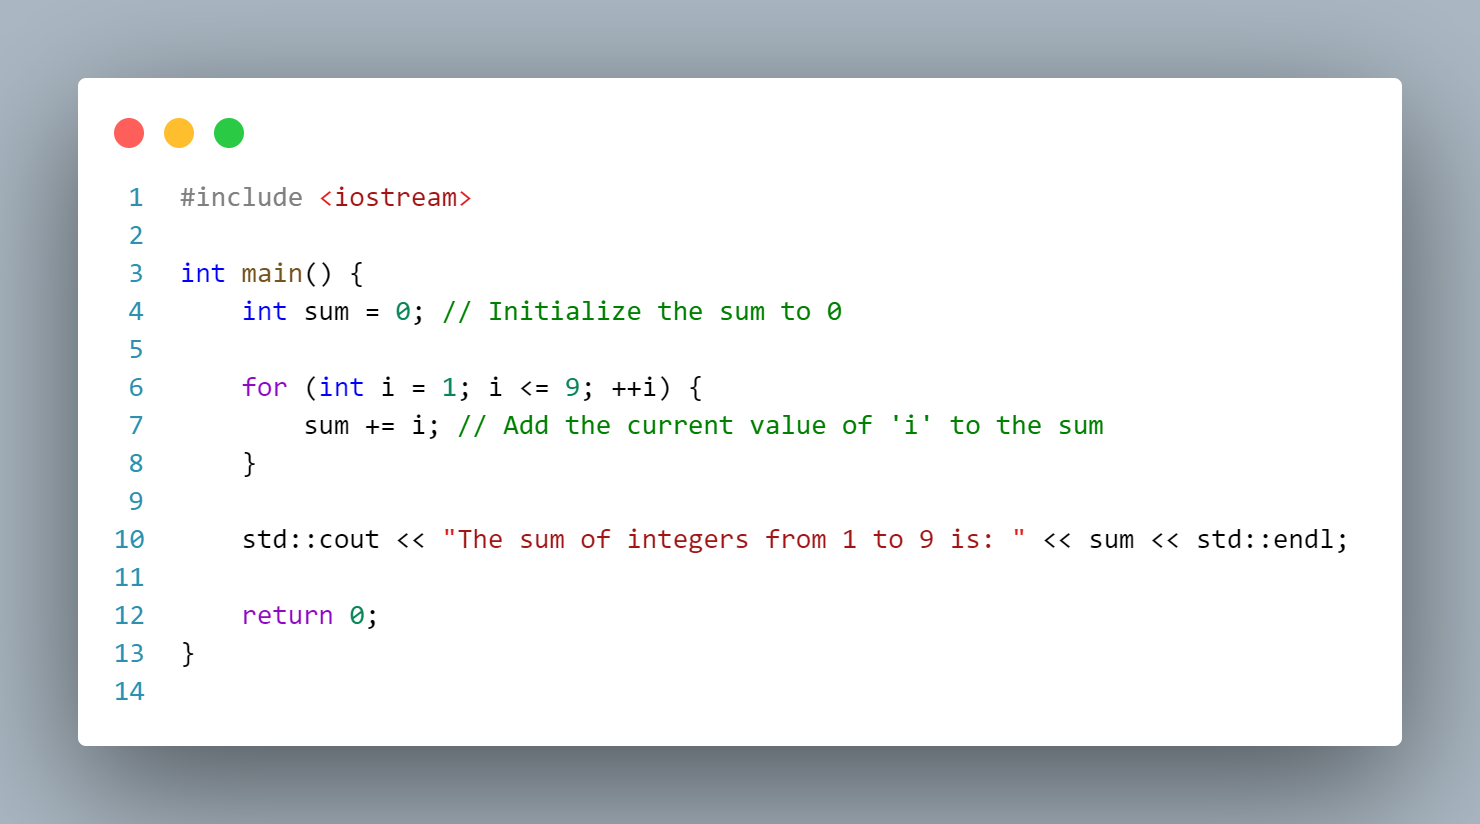 1 #include <iostream>
2
3 int main() {
4     int sum = 0; // Initialize the sum to 0
5
6     for (int i = 1; i <= 9; ++i) {
7         sum += i; // Add the current value of 'i' to the sum
8     }
9
10     std::cout << "The sum of integers from 1 to 9 is: " << sum << std::endl;
11
12     return 0;
13 }
14